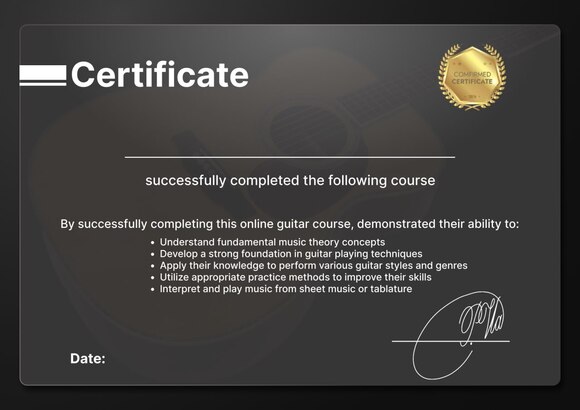 Certificate
CONFIRMED
CERTIFICATE
successfully completed the following course
By successfully completing this online guitar course, demonstrated their ability to:
• Understand fundamental music theory concepts
• Develop a strong foundation in guitar playing techniques
• Apply their knowledge to perform various guitar styles and genres
• Utilize appropriate practice methods to improve their skills
• Interpret and play music from sheet music or tablature
Date: